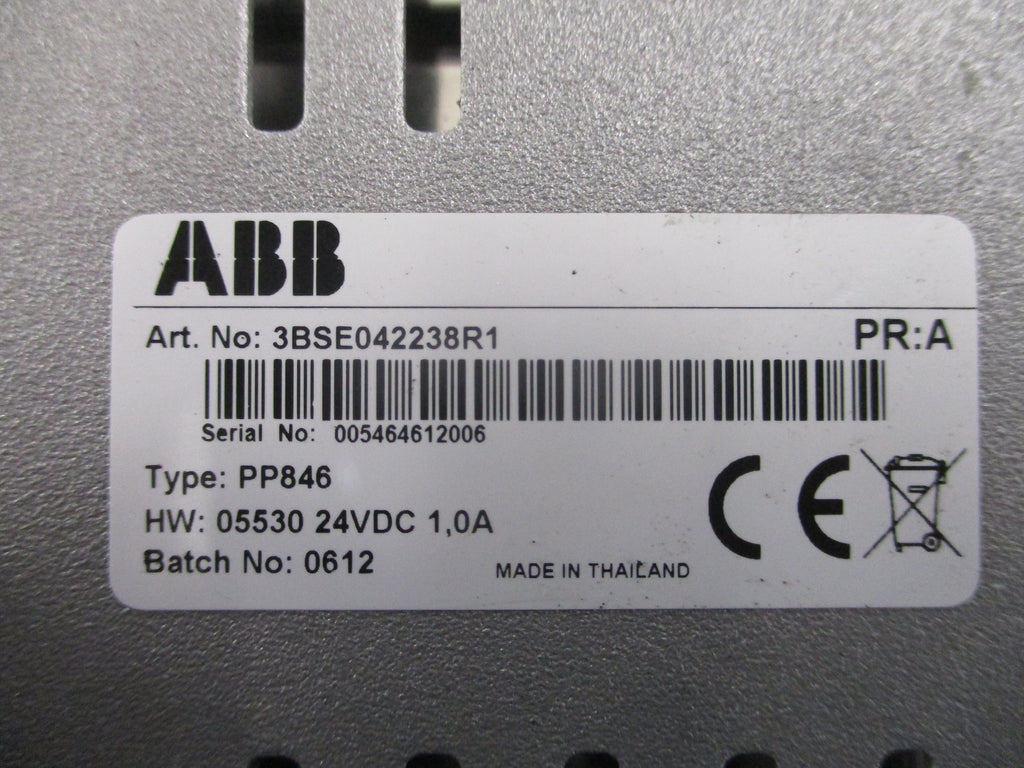 ABB
Art. No: 3BSE042238R1
PR:A
Serial No: 005464612006
Type: PP846
HW: 05530 24VDC 1,0A
Batch No: 0612
MADE IN THAILAND
CE